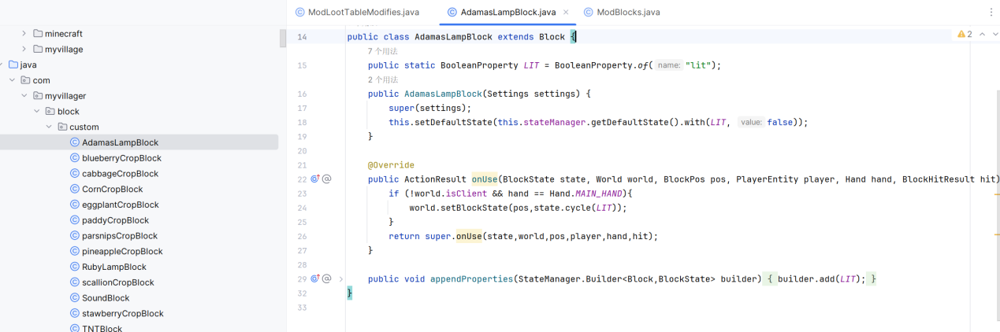 ModLootTableModifies.java
AdamasLampBlock.java
ModBlocks.java
minecraft
myvillage
java
com
myvillager
block
custom
AdamasLampBlock
blueberryCropBlock
cabbageCropBlock
CornCropBlock
eggplantCropBlock
paddyCropBlock
parsnipsCropBlock
pineappleCropBlock
RubyLampBlock
scallionCropBlock
SoundBlock
stawberryCropBlock
TNTBlock
2
14 public class AdamasLampBlock extends Block {
7 个用法
15 public static BooleanProperty LIT = BooleanProperty.of( name: "lit");
2 个用法
16 public AdamasLampBlock(Settings settings) {
17 super(settings);
18 this.setDefaultState(this.stateManager.getDefaultState().with(LIT, value: false));
19 }
20
21 @Override
22 public ActionResult onUse(BlockState state, World world, BlockPos pos, PlayerEntity player, Hand hand, BlockHitResult hit)
23 if (!world.isClient && hand == Hand.MAIN_HAND){
24 world.setBlockState(pos,state.cycle(LIT));
25 }
26 return super.onUse(state,world,pos,player,hand,hit);
27 }
28
29 public void appendProperties(StateManager.Builder<Block,BlockState> builder) { builder.add(LIT); }
32 }
33